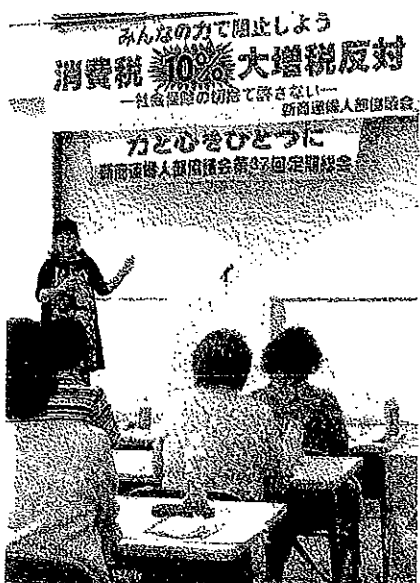 みんなの力で阻止しよう
消費税10%大増税反対
―社会保障の切捨て許さない―
新商連婦人部協議会
力と心をひとつに
新商連婦人部協議会第37回定期総会